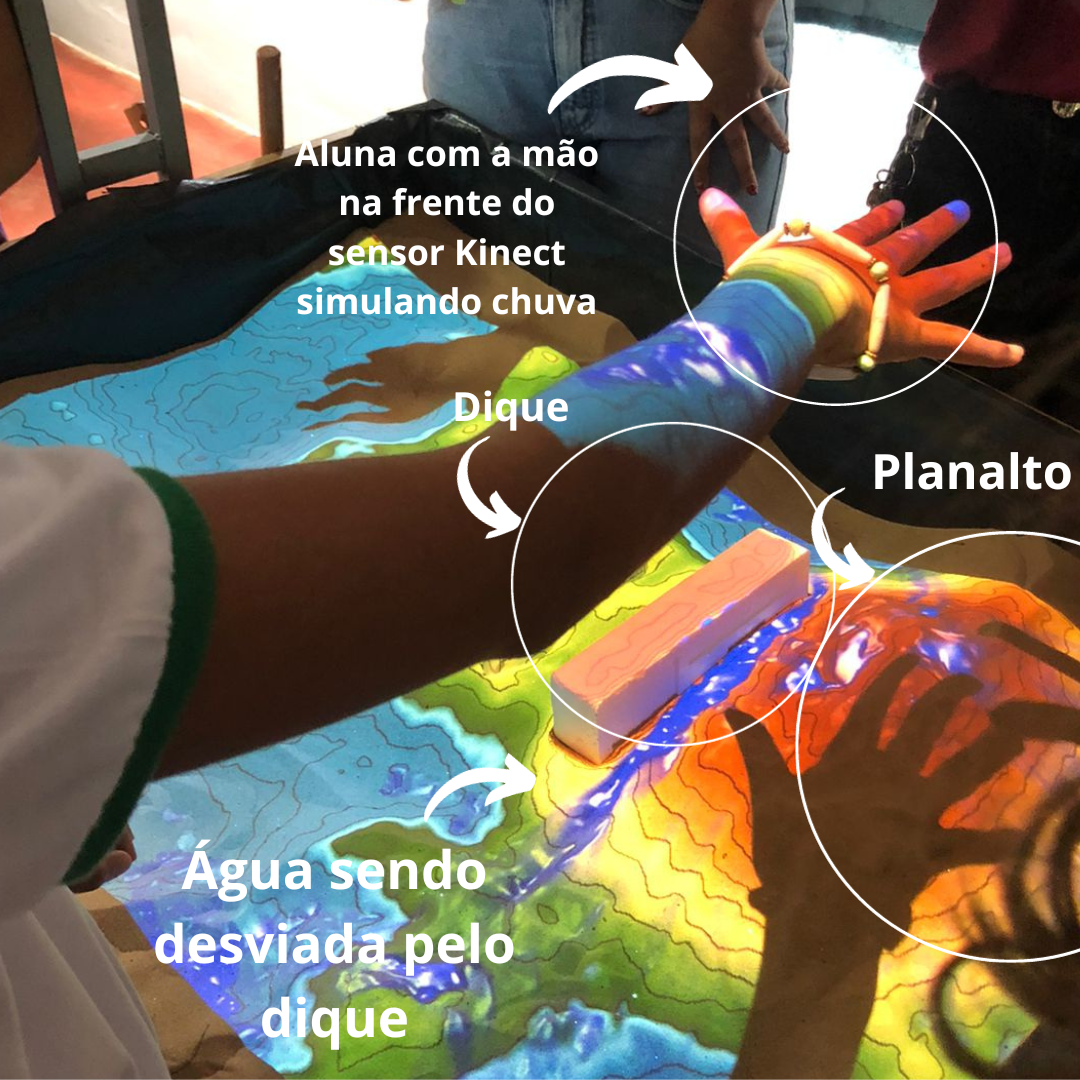 Aluna com a mão
na frente do
sensor Kinect
simulando chuva
Dique
Planalto
Água sendo
desviada pelo
dique